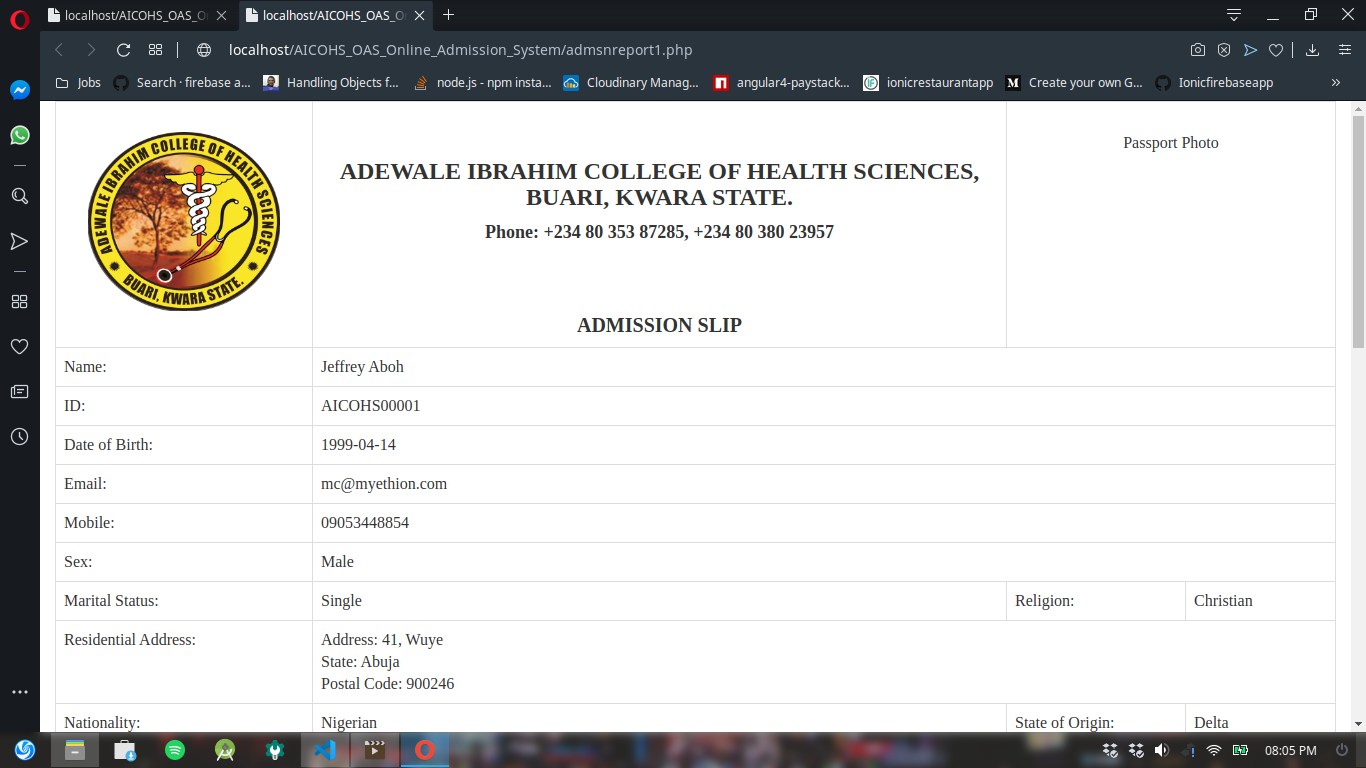 localhost/AICOHS_OAS_O
localhost/AICOHS_OAS_O
localhost/AICOHS_OAS_Online_Admission_System/admsnreport1.php
Jobs
Search · firebase a...
Handling Objects f...
node.js - npm insta...
Cloudinary Manag...
angular4-paystack...
ionicrestaurantapp
Create your own G...
Ionicfirebaseapp
ADEWALE IBRAHIM COLLEGE OF HEALTH SCIENCES
BUARI, KWARA STATE.
ADEWALE IBRAHIM COLLEGE OF HEALTH SCIENCES,
BUARI, KWARA STATE.
Phone: +234 80 353 87285, +234 80 380 23957
ADMISSION SLIP
Passport Photo
Name: Jeffrey Aboh
ID: AICOHS00001
Date of Birth: 1999-04-14
Email: mc@myethion.com
Mobile: 09053448854
Sex: Male
Marital Status: Single Religion: Christian
Residential Address: Address: 41, Wuye
State: Abuja
Postal Code: 900246
Nationality: Nigerian State of Origin: Delta
08:05 PM